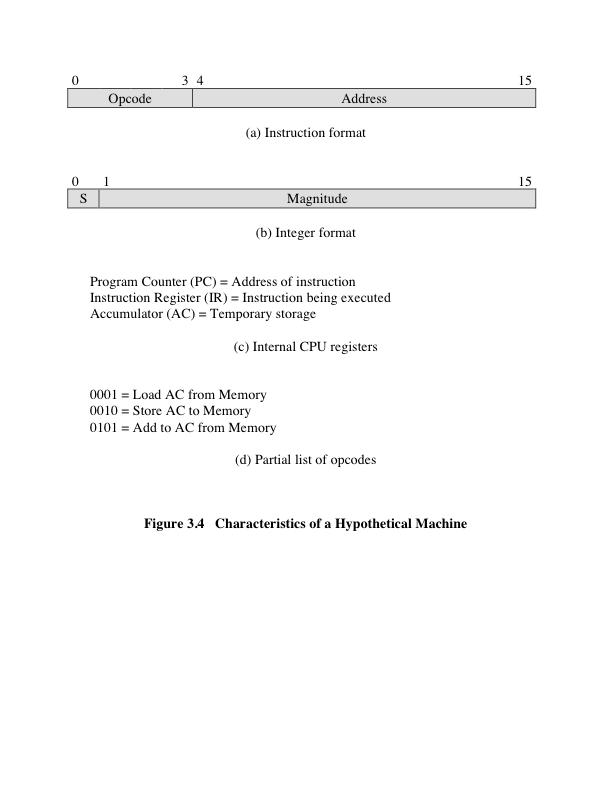 0 3 4 15
Opcode Address
(a) Instruction format
0 1 15
S Magnitude
(b) Integer format
Program Counter (PC) = Address of instruction
Instruction Register (IR) = Instruction being executed
Accumulator (AC) = Temporary storage
(c) Internal CPU registers
0001 = Load AC from Memory
0010 = Store AC to Memory
0101 = Add to AC from Memory
(d) Partial list of opcodes
Figure 3.4 Characteristics of a Hypothetical Machine